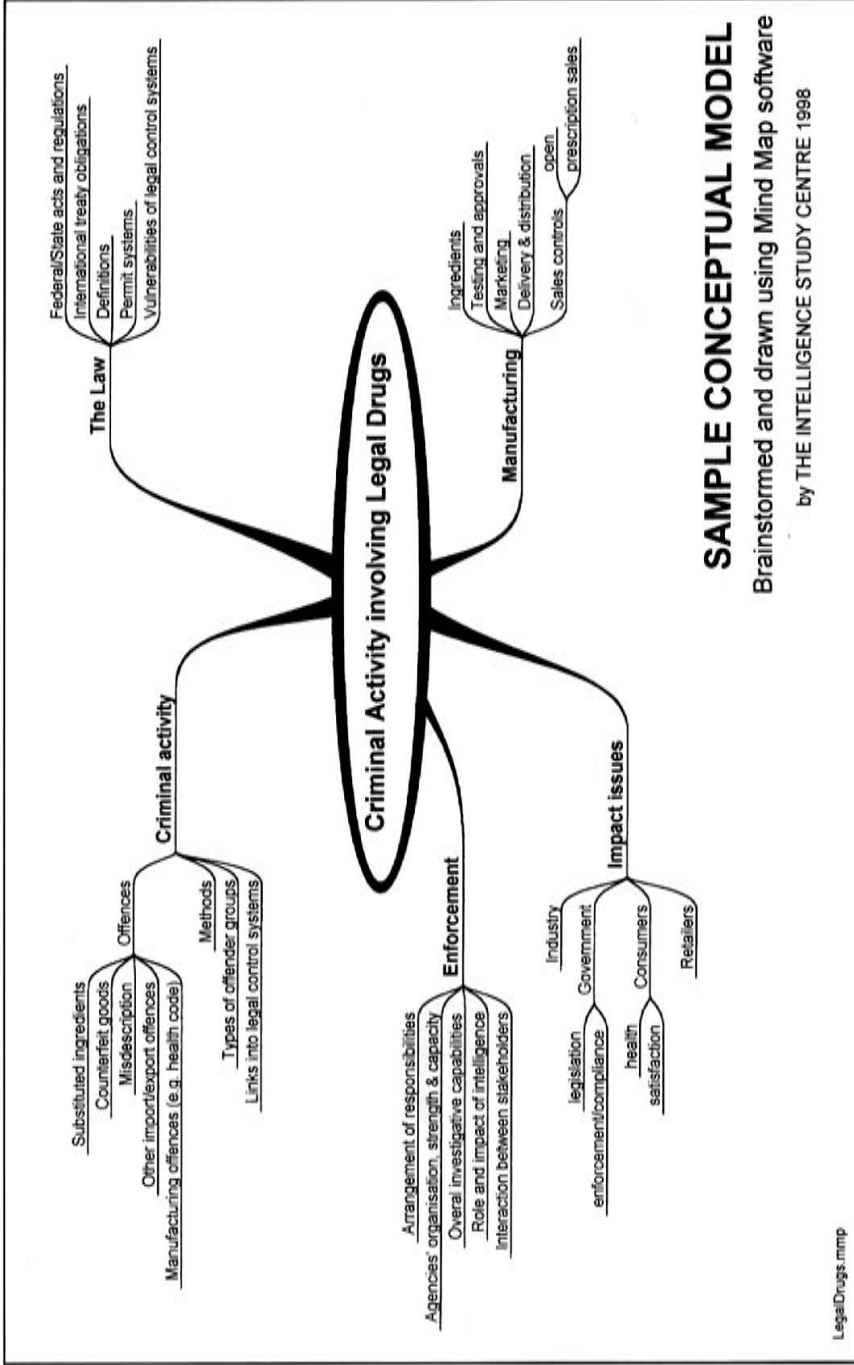 Criminal Activity involving Legal Drugs
Criminal activity
Offences
Substituted ingredients
Counterfeit goods
Misdescription
Other import/export offences
Manufacturing offences (e.g. health code)
Methods
Types of offender groups
Links into legal control systems
The Law
Federal/State acts and regulations
International treaty obligations
Definitions
Permit systems
Vulnerabilities of legal control systems
Enforcement
Arrangement of responsibilities
Agencies' organisation, strength & capacity
Overal investigative capabilities
Role and impact of intelligence
Interaction between stakeholders
Impact issues
Industry
Government
legislation
enforcement/compliance
Consumers
health
satisfaction
Retailers
Manufacturing
Ingredients
Testing and approvals
Marketing
Delivery & distribution
Sales controls
open
prescription sales
SAMPLE CONCEPTUAL MODEL
Brainstormed and drawn using Mind Map software
by THE INTELLIGENCE STUDY CENTRE 1998
LegalDrugs.mmp